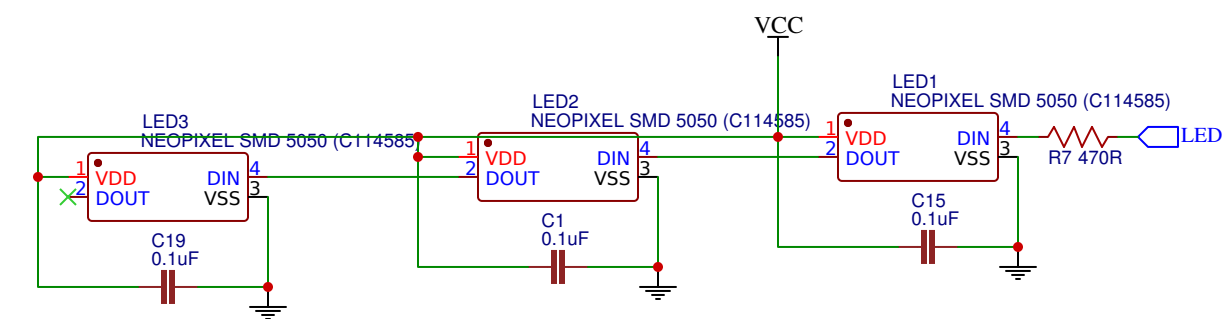 VCC
LED1
NEOPIXEL SMD 5050 (C114585)
LED2
NEOPIXEL SMD 5050 (C114585)
LED3
NEOPIXEL SMD 5050 (C114585)
1 VDD DIN 4
2 DOUT VSS 3
R7 470R
LED
1 VDD DIN 4
2 DOUT VSS 3
1 VDD DIN 4
2 DOUT VSS 3
C15
0.1uF
C1
0.1uF
C19
0.1uF